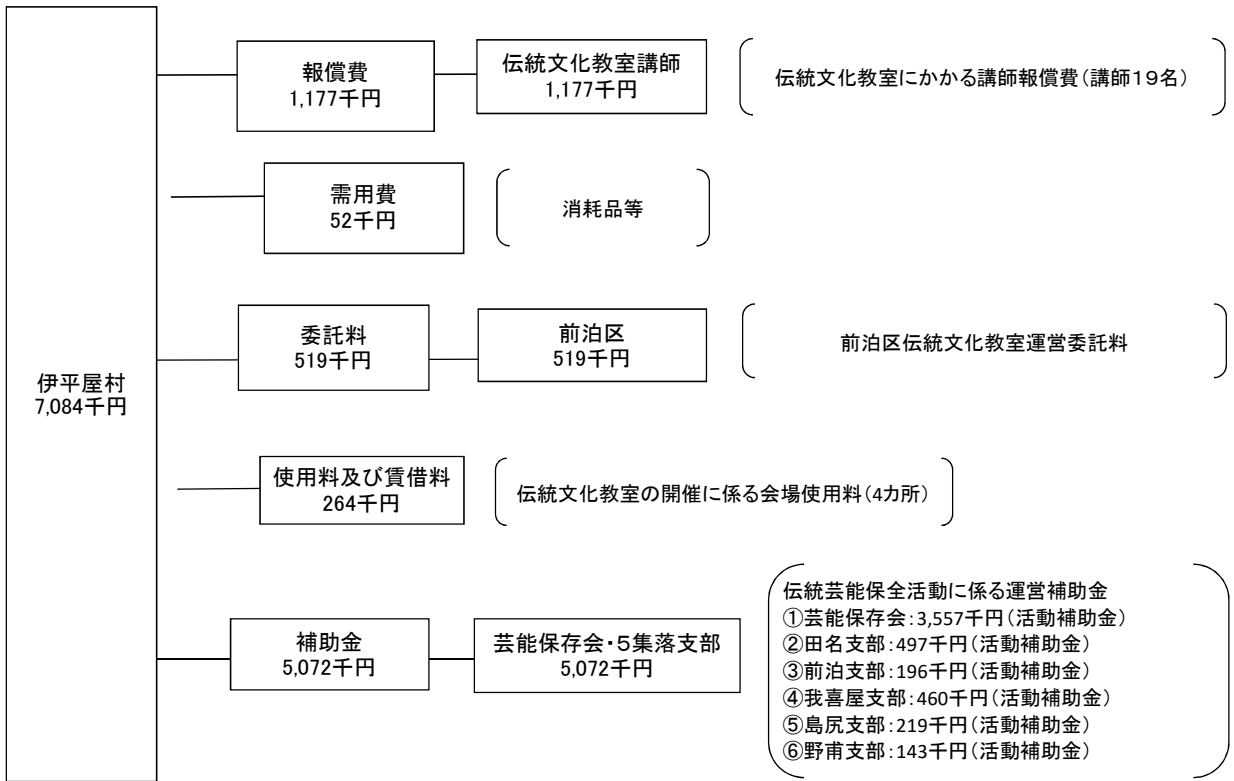 伊平屋村
7,084千円
報償費
1,177千円
伝統文化教室講師
1,177千円
伝統文化教室にかかる講師報償費(講師19名)
需用費
52千円
消耗品等
委託料
519千円
前泊区
519千円
前泊区伝統文化教室運営委託料
使用料及び賃借料
264千円
伝統文化教室の開催に係る会場使用料(4カ所)
補助金
5,072千円
芸能保存会・5集落支部
5,072千円
伝統芸能保全活動に係る運営補助金
①芸能保存会:3,557千円(活動補助金)
②田名支部:497千円(活動補助金)
③前泊支部:196千円(活動補助金)
④我喜屋支部:460千円(活動補助金)
⑤島尻支部:219千円(活動補助金)
⑥野甫支部:143千円(活動補助金)